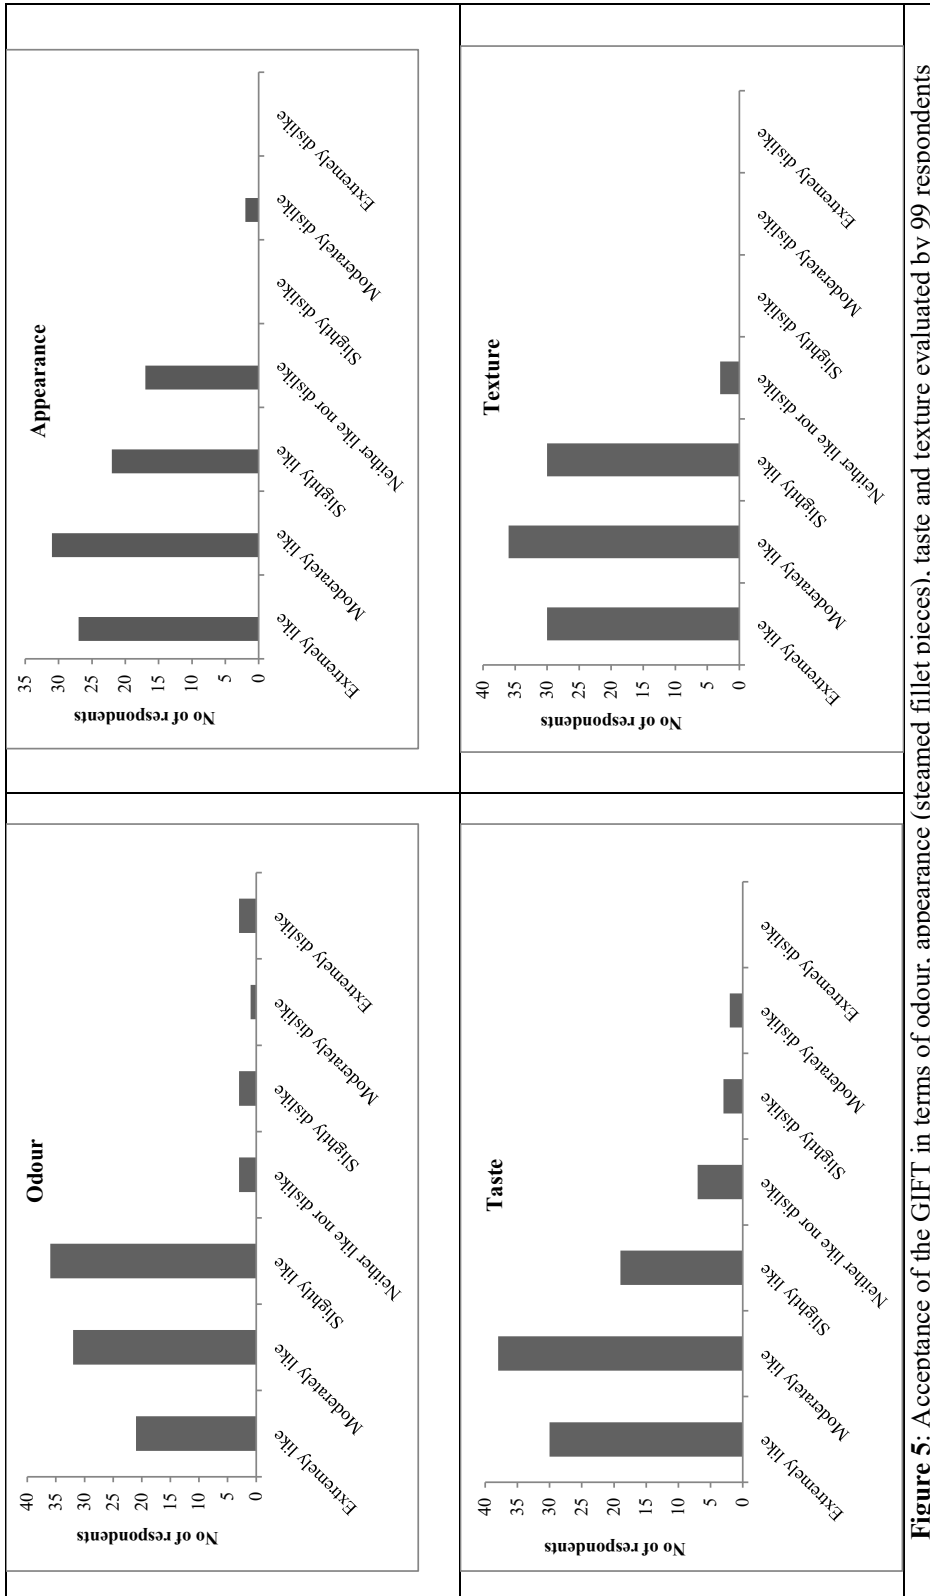 Odour
No of respondents
40
35
30
25
20
15
10
5
0
Extremely like
Moderately like
Slightly like
Neither like nor dislike
Slightly dislike
Moderately dislike
Extremely dislike
Appearance
No of respondents
35
30
25
20
15
10
5
0
Extremely like
Moderately like
Slightly like
Neither like nor dislike
Slightly dislike
Moderately dislike
Extremely dislike
Taste
No of respondents
40
35
30
25
20
15
10
5
0
Extremely like
Moderately like
Slightly like
Neither like nor dislike
Slightly dislike
Moderately dislike
Extremely dislike
Texture
No of respondents
40
35
30
25
20
15
10
5
0
Extremely like
Moderately like
Slightly like
Neither like nor dislike
Slightly dislike
Moderately dislike
Extremely dislike
Figure 5: Acceptance of the GIFT in terms of odour, appearance (steamed fillet pieces), taste and texture evaluated by 99 respondents